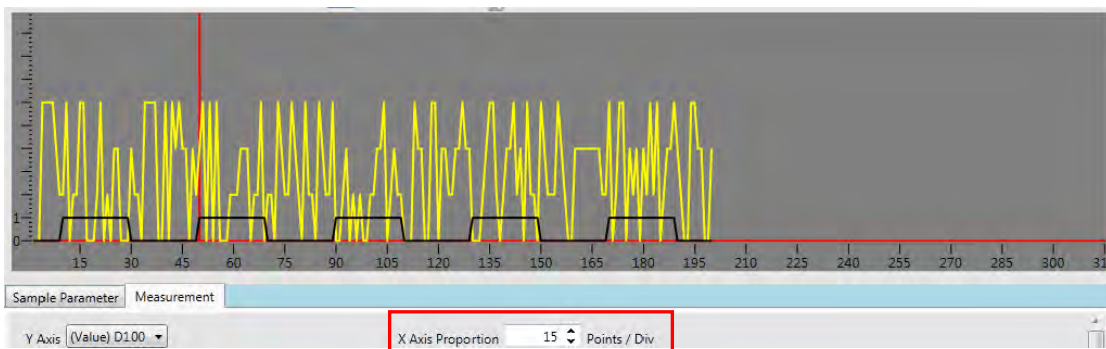 1
0
15 30 45 60 75 90 105 120 135 150 165 180 195 210 225 240 255 270 285 300 31
Sample Parameter Measurement
Y Axis (Value) D100 X Axis Proportion 15 Points / Div